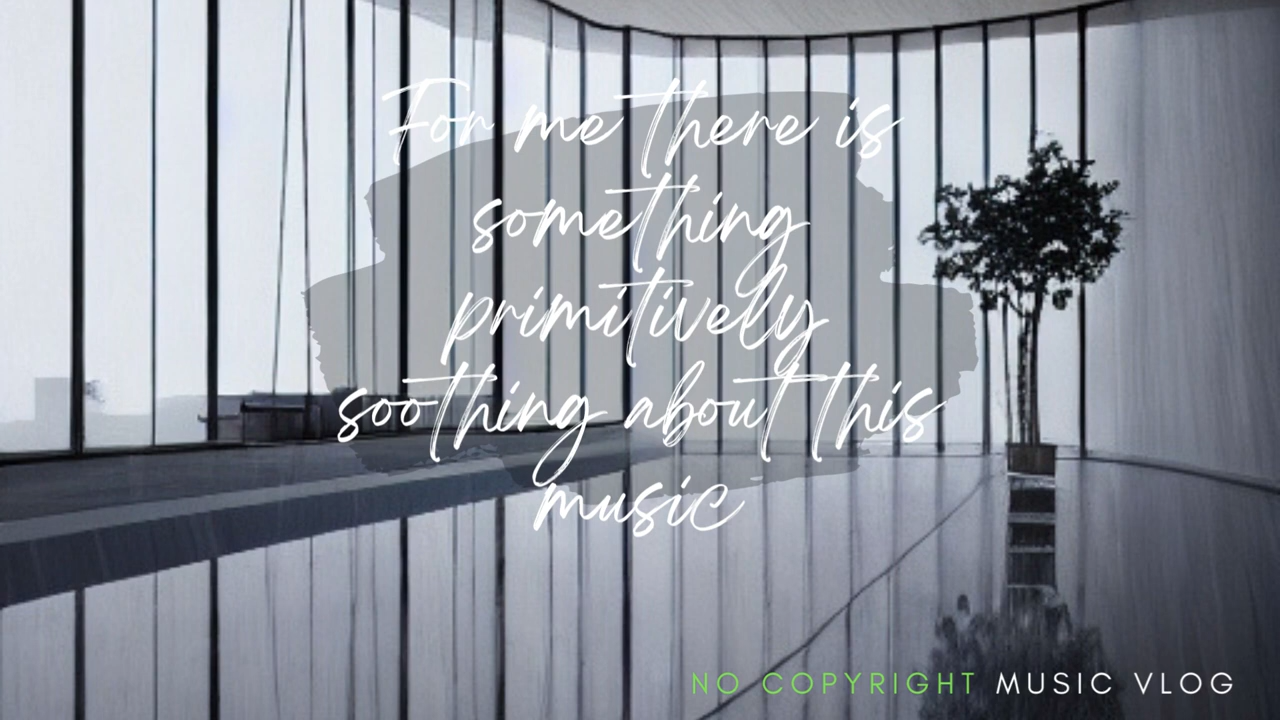 For me there is
something
primitively
soothing about this
music
NO COPYRIGHT MUSIC VLOG